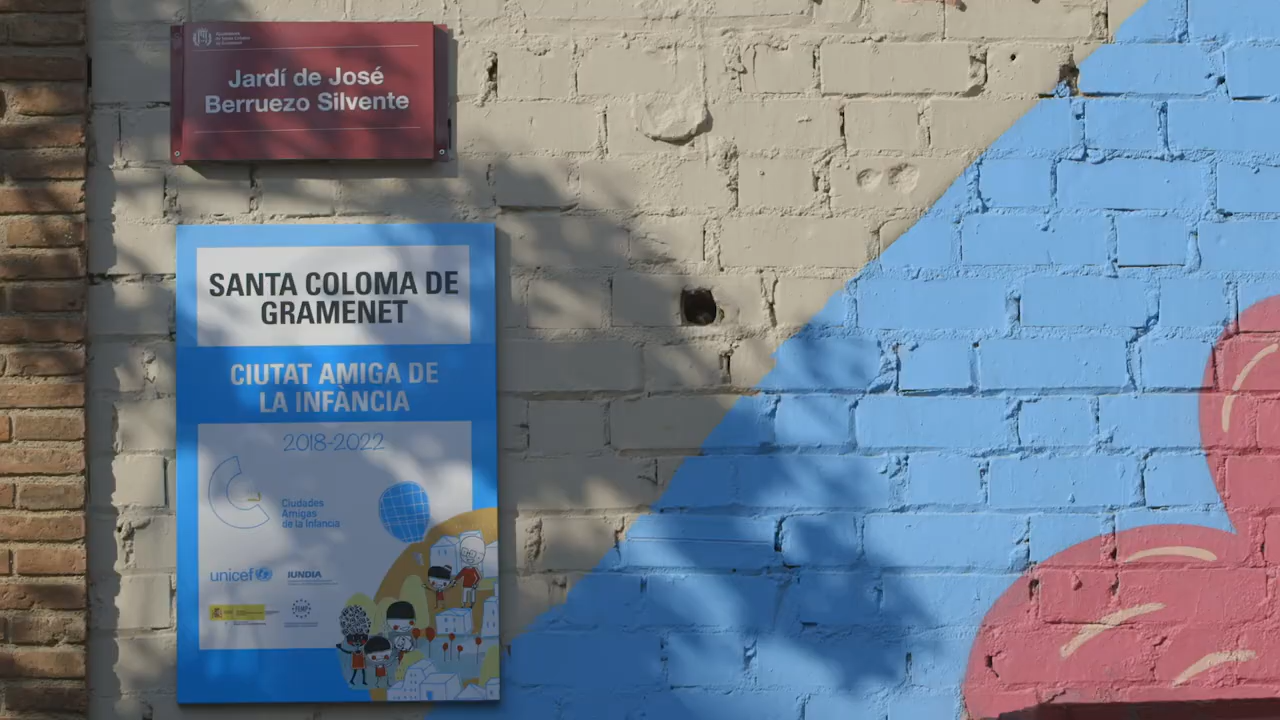 Jardí de José
Berruezo Silvente
SANTA COLOMA DE
GRAMENET
CIUTAT AMIGA DE
LA INFÀNCIA
2018-2022
Ciudades
Amigas
de la Infancia
unicef